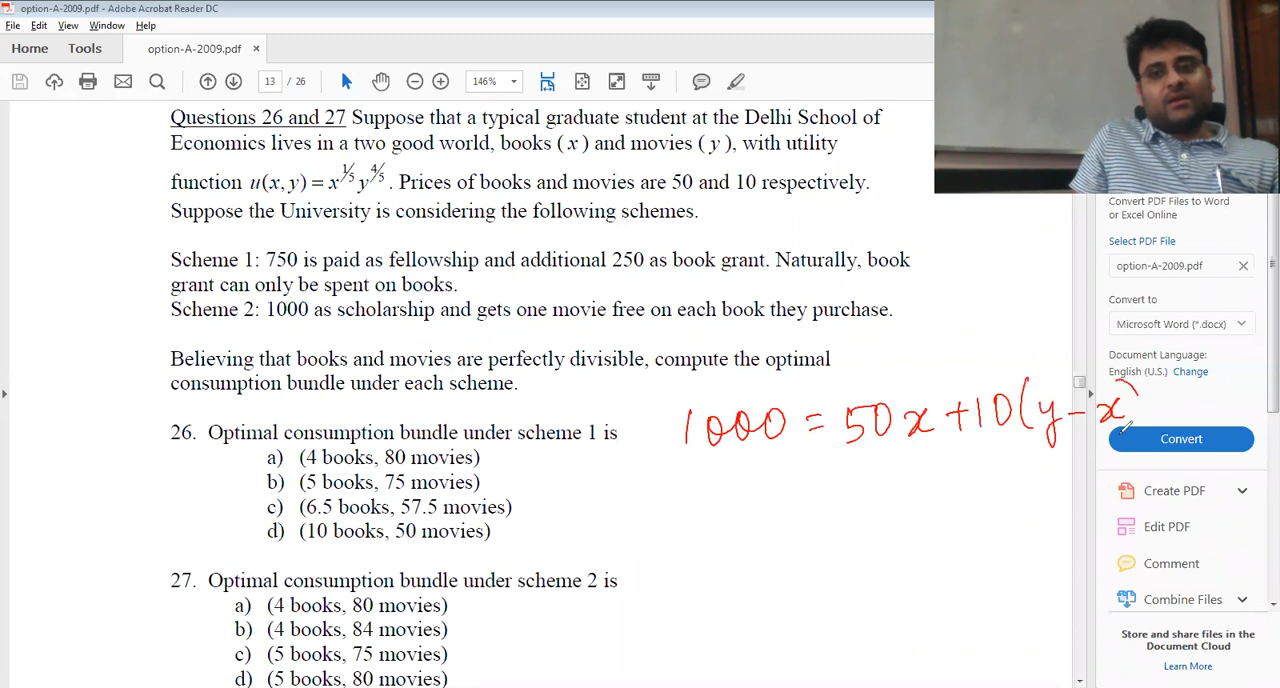 option-A-2009.pdf - Adobe Acrobat Reader DC
File Edit View Window Help
Home Tools option-A-2009.pdf ×
13 / 26 146%
Questions 26 and 27 Suppose that a typical graduate student at the Delhi School of
Economics lives in a two good world, books ( x ) and movies ( y ), with utility
function u(x, y) = x^{1/5} y^{4/5} . Prices of books and movies are 50 and 10 respectively.
Suppose the University is considering the following schemes.
Scheme 1: 750 is paid as fellowship and additional 250 as book grant. Naturally, book
grant can only be spent on books.
Scheme 2: 1000 as scholarship and gets one movie free on each book they purchase.
Believing that books and movies are perfectly divisible, compute the optimal
consumption bundle under each scheme.
1000 = 50x + 10(y - x)
26. Optimal consumption bundle under scheme 1 is
a) (4 books, 80 movies)
b) (5 books, 75 movies)
c) (6.5 books, 57.5 movies)
d) (10 books, 50 movies)
27. Optimal consumption bundle under scheme 2 is
a) (4 books, 80 movies)
b) (4 books, 84 movies)
c) (5 books, 75 movies)
d) (5 books, 80 movies)
Convert PDF Files to Word
or Excel Online
Select PDF File
option-A-2009.pdf
Convert to
Microsoft Word (*.docx)
Document Language:
English (U.S.) Change
Convert
Create PDF
Edit PDF
Comment
Combine Files
Store and share files in the
Document Cloud
Learn More